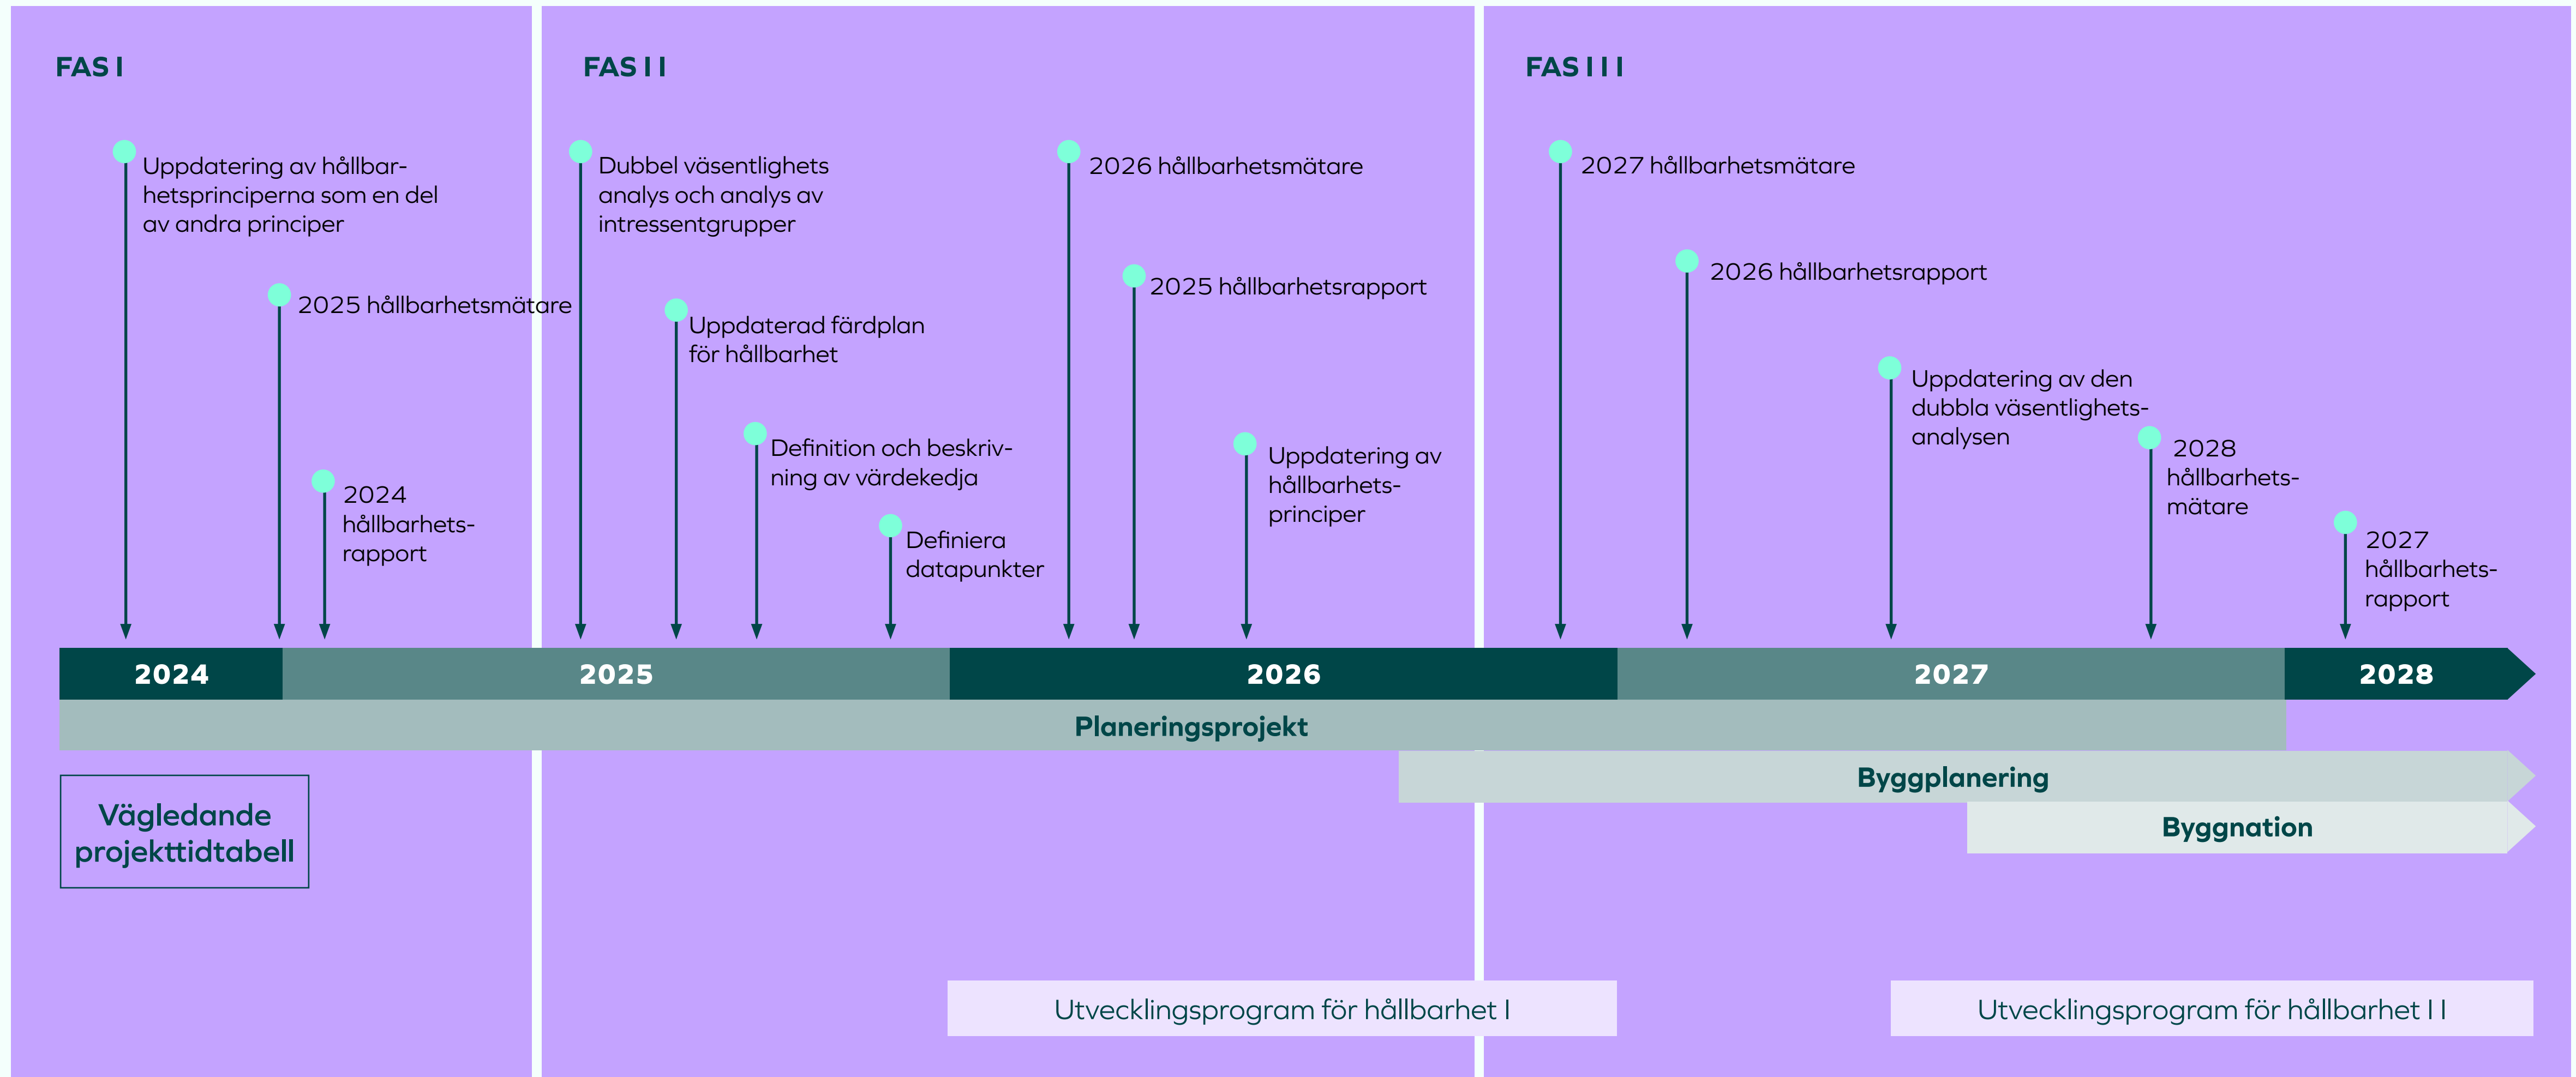 FAS I
Uppdatering av hållbar-
hetsprinciperna som en del
av andra principer
2025 hållbarhetsmätare
2024
hållbarhets-
rapport
FAS II
Dubbel väsentlighets
analys och analys av
intressentgrupper
Uppdaterad färdplan
för hållbarhet
Definition och beskriv-
ning av värdekedja
Definiera
datapunkter
2026 hållbarhetsmätare
2025 hållbarhetsrapport
Uppdatering av
hållbarhets-
principer
FAS III
2027 hållbarhetsmätare
2026 hållbarhetsrapport
Uppdatering av den
dubbla väsentlighets-
analysen
2028
hållbarhets-
mätare
2027
hållbarhets-
rapport
2024
2025
2026
2027
2028
Planeringsprojekt
Byggplanering
Byggnation
Vägledande
projekttidtabell
Utvecklingsprogram för hållbarhet I
Utvecklingsprogram för hållbarhet II